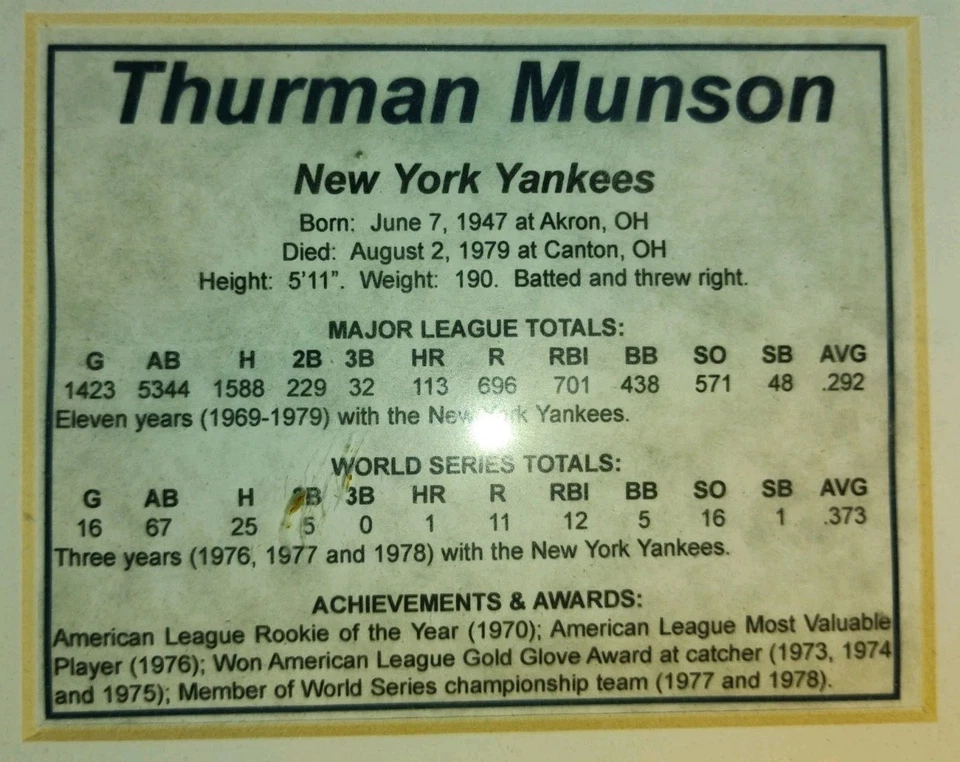 Thurman Munson
New York Yankees
Born: June 7, 1947 at Akron, OH
Died: August 2, 1979 at Canton, OH
Height: 5'11". Weight: 190. Batted and threw right.
MAJOR LEAGUE TOTALS:
G AB H 2B 3B HR R RBI BB SO SB AVG
1423 5344 1588 229 32 113 696 701 438 571 48 .292
Eleven years (1969-1979) with the New York Yankees.
WORLD SERIES TOTALS:
G AB H 2B 3B HR R RBI BB SO SB AVG
16 67 25 5 0 1 11 12 5 16 1 .373
Three years (1976, 1977 and 1978) with the New York Yankees.
ACHIEVEMENTS & AWARDS:
American League Rookie of the Year (1970); American League Most Valuable
Player (1976); Won American League Gold Glove Award at catcher (1973, 1974
and 1975); Member of World Series championship team (1977 and 1978).